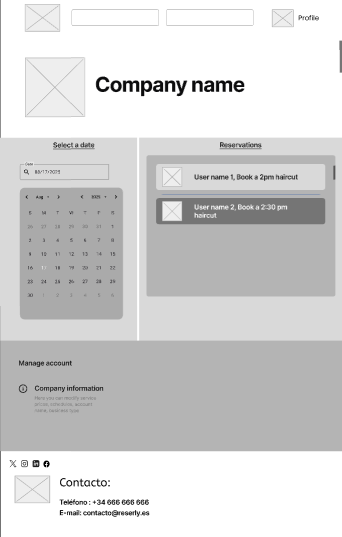 Profile
Company name
Select a date
Date
08/17/2025
Aug
2025
S M T W T F S
26 27 28 29 30 31 1
2 3 4 5 6 7 8
9 10 11 12 13 14 15
16 17 18 19 20 21 22
23 24 25 26 27 28 29
30 1 2 3 4 5 6
Reservations
User name 1, Book a 2pm haircut
User name 2, Book a 2:30 pm
haircut
Manage account
Company information
Here you can modify service
prices, schedules, account
name, business type
Contacto:
Teléfono : +34 666 666 666
E-mail: contacto@reserly.es